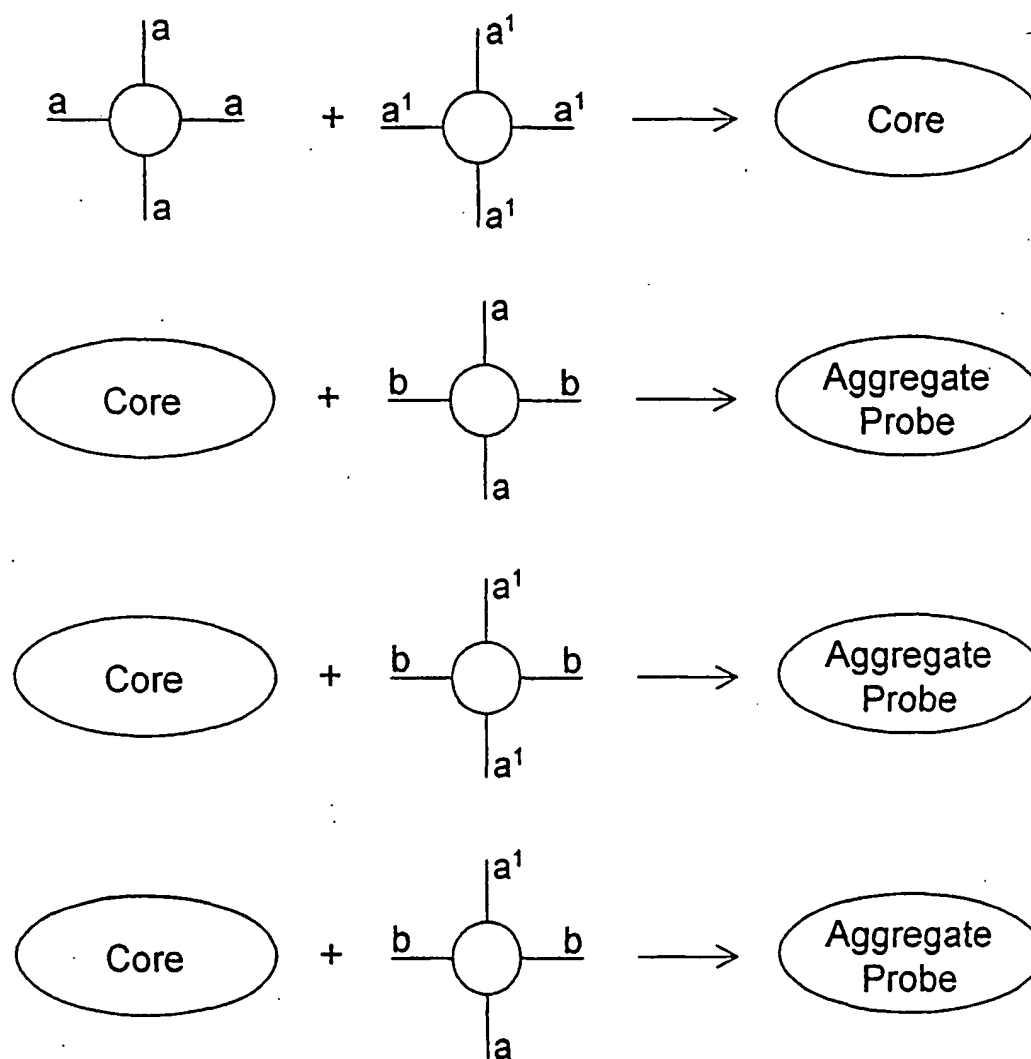 a a¹
a a + a¹ a¹ → Core
a a¹
a
Core + b b → Aggregate
Probe
a
a¹
Core + b b → Aggregate
Probe
a¹
a¹
Core + b b → Aggregate
Probe
a